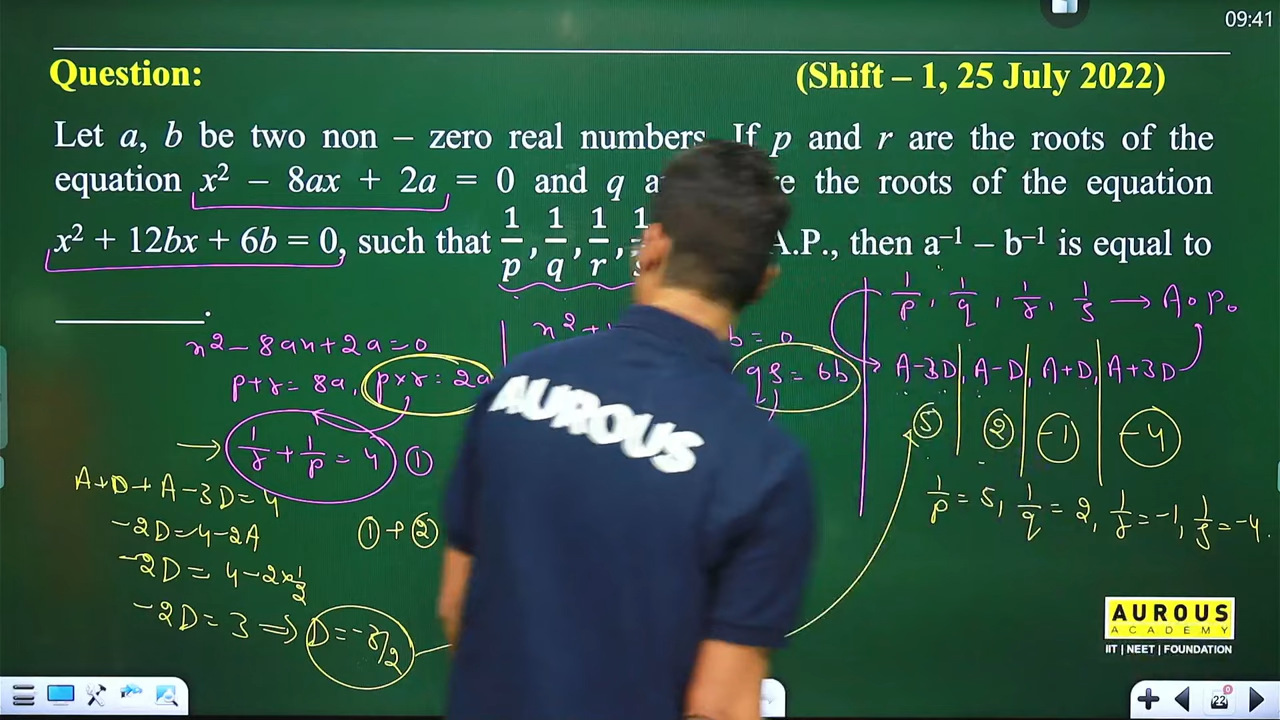 09:41
Question:
(Shift – 1, 25 July 2022)
Let a, b be two non – zero real numbers. If p and r are the roots of the
equation x² – 8ax + 2a = 0 and q the roots of the equation
x² + 12bx + 6b = 0, such that 1/p, 1/q, 1/r, A.P., then a⁻¹ – b⁻¹ is equal to
___________.
1/p, 1/q, 1/r, 1/s → A.P.
x² – 8ax + 2a = 0
x² + b = 0
p + r = 8a, p × r = 2a
qs = 6b
A–3D, A–D, A+D, A+3D
1/r + 1/p = 4 ①
⑤ ② -1 -4
A+D+A–3D = 4
1/p = 5, 1/q = 2, 1/r = -1, 1/s = -4.
-2D = 4 – 2A
① + ②
-2D = 4 – 2×1/2
-2D = 3 ⇒ D = -3/2
AUROUS
AUROUS
ACADEMY
IIT | NEET | FOUNDATION
22